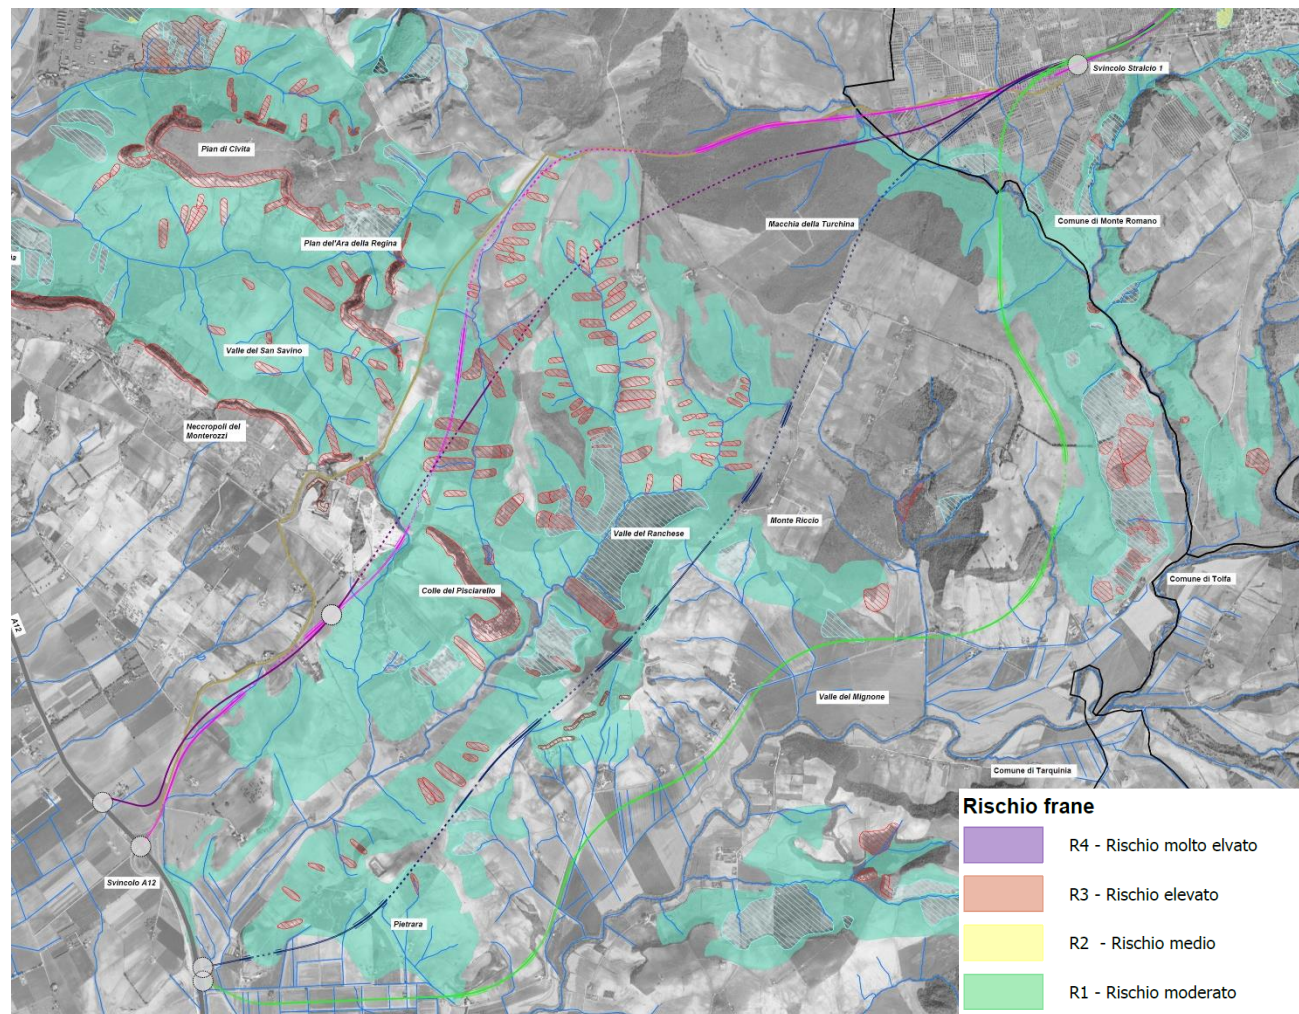 Svincolo Stralcio 1
Pian di Civita
Comune di Monte Romano
Macchia della Turchina
Pian del'Ara della Regina
Valle del San Savino
Neccropoli del
Monterozzi
Monte Riccio
Valle del Ranchese
Comune di Tolfa
Colle del Pisciarello
A12
Valle del Mignone
Comune di Tarquinia
Svincolo A12
Pietrara
Rischio frane
R4 - Rischio molto elvato
R3 - Rischio elevato
R2 - Rischio medio
R1 - Rischio moderato